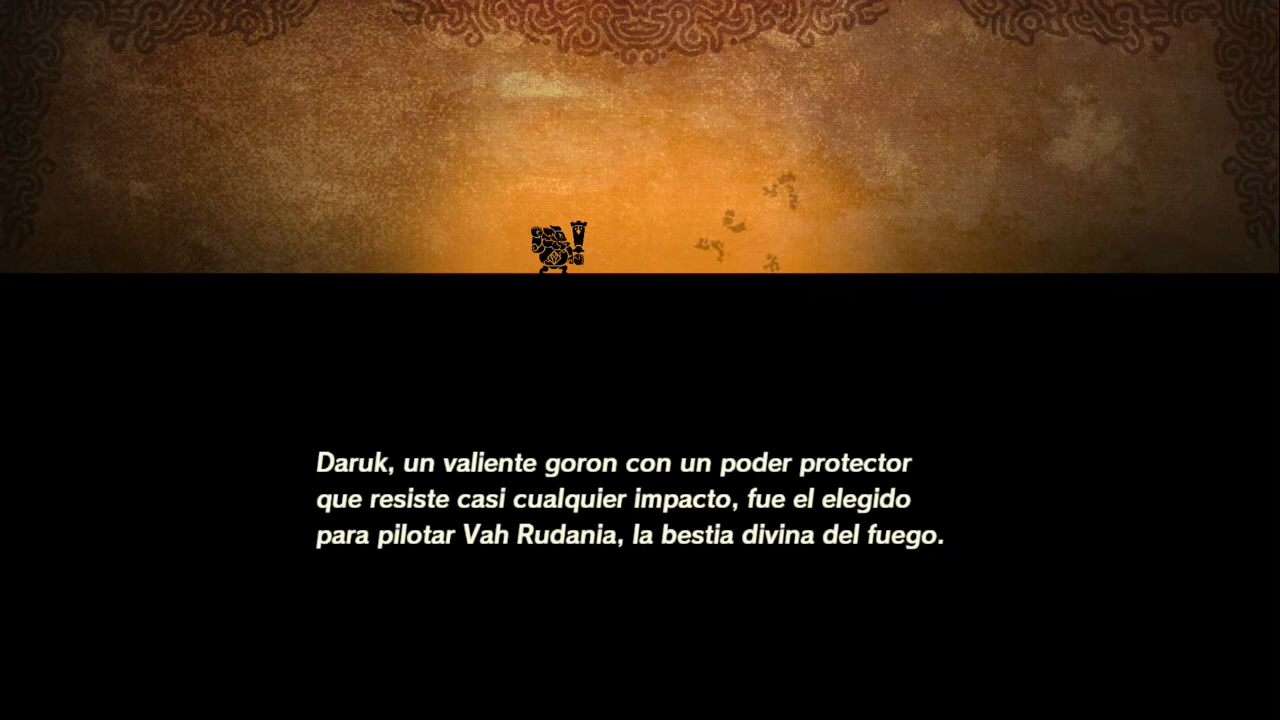 Daruk, un valiente goron con un poder protector
que resiste casi cualquier impacto, fue el elegido
para pilotar Vah Rudania, la bestia divina del fuego.